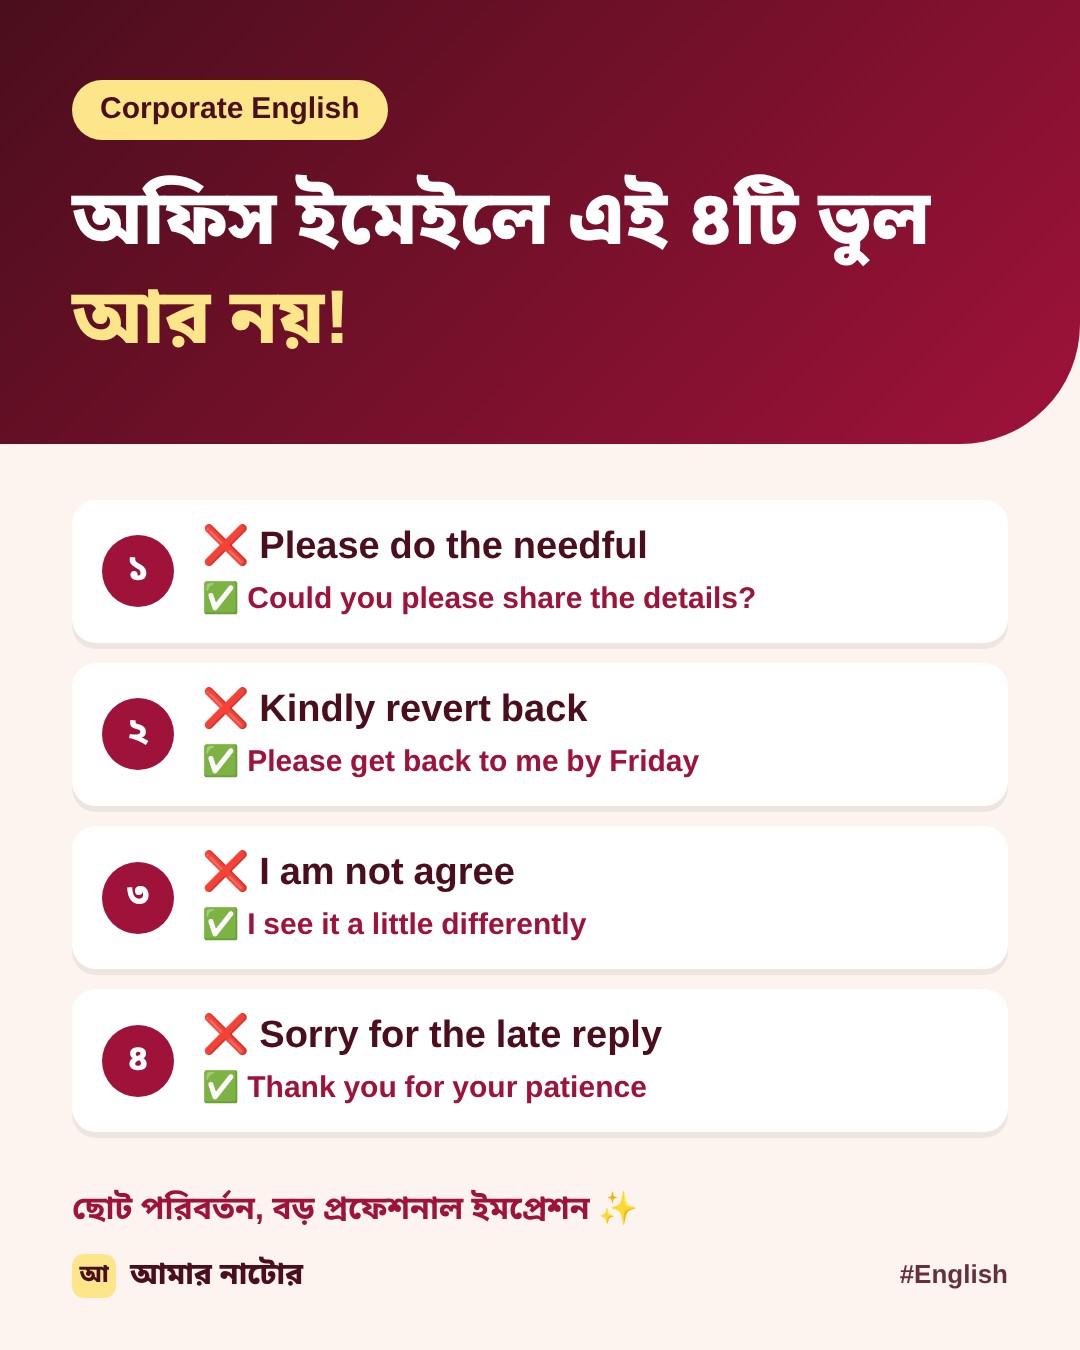 Corporate English
অফিস ইমেইলে এই ৪টি ভুল
আর নয়!
১
❌ Please do the needful
✅ Could you please share the details?
২
❌ Kindly revert back
✅ Please get back to me by Friday
৩
❌ I am not agree
✅ I see it a little differently
৪
❌ Sorry for the late reply
✅ Thank you for your patience
ছোট পরিবর্তন, বড় প্রফেশনাল ইমপ্রেশন ✨
আ আমার নাটোর
#English